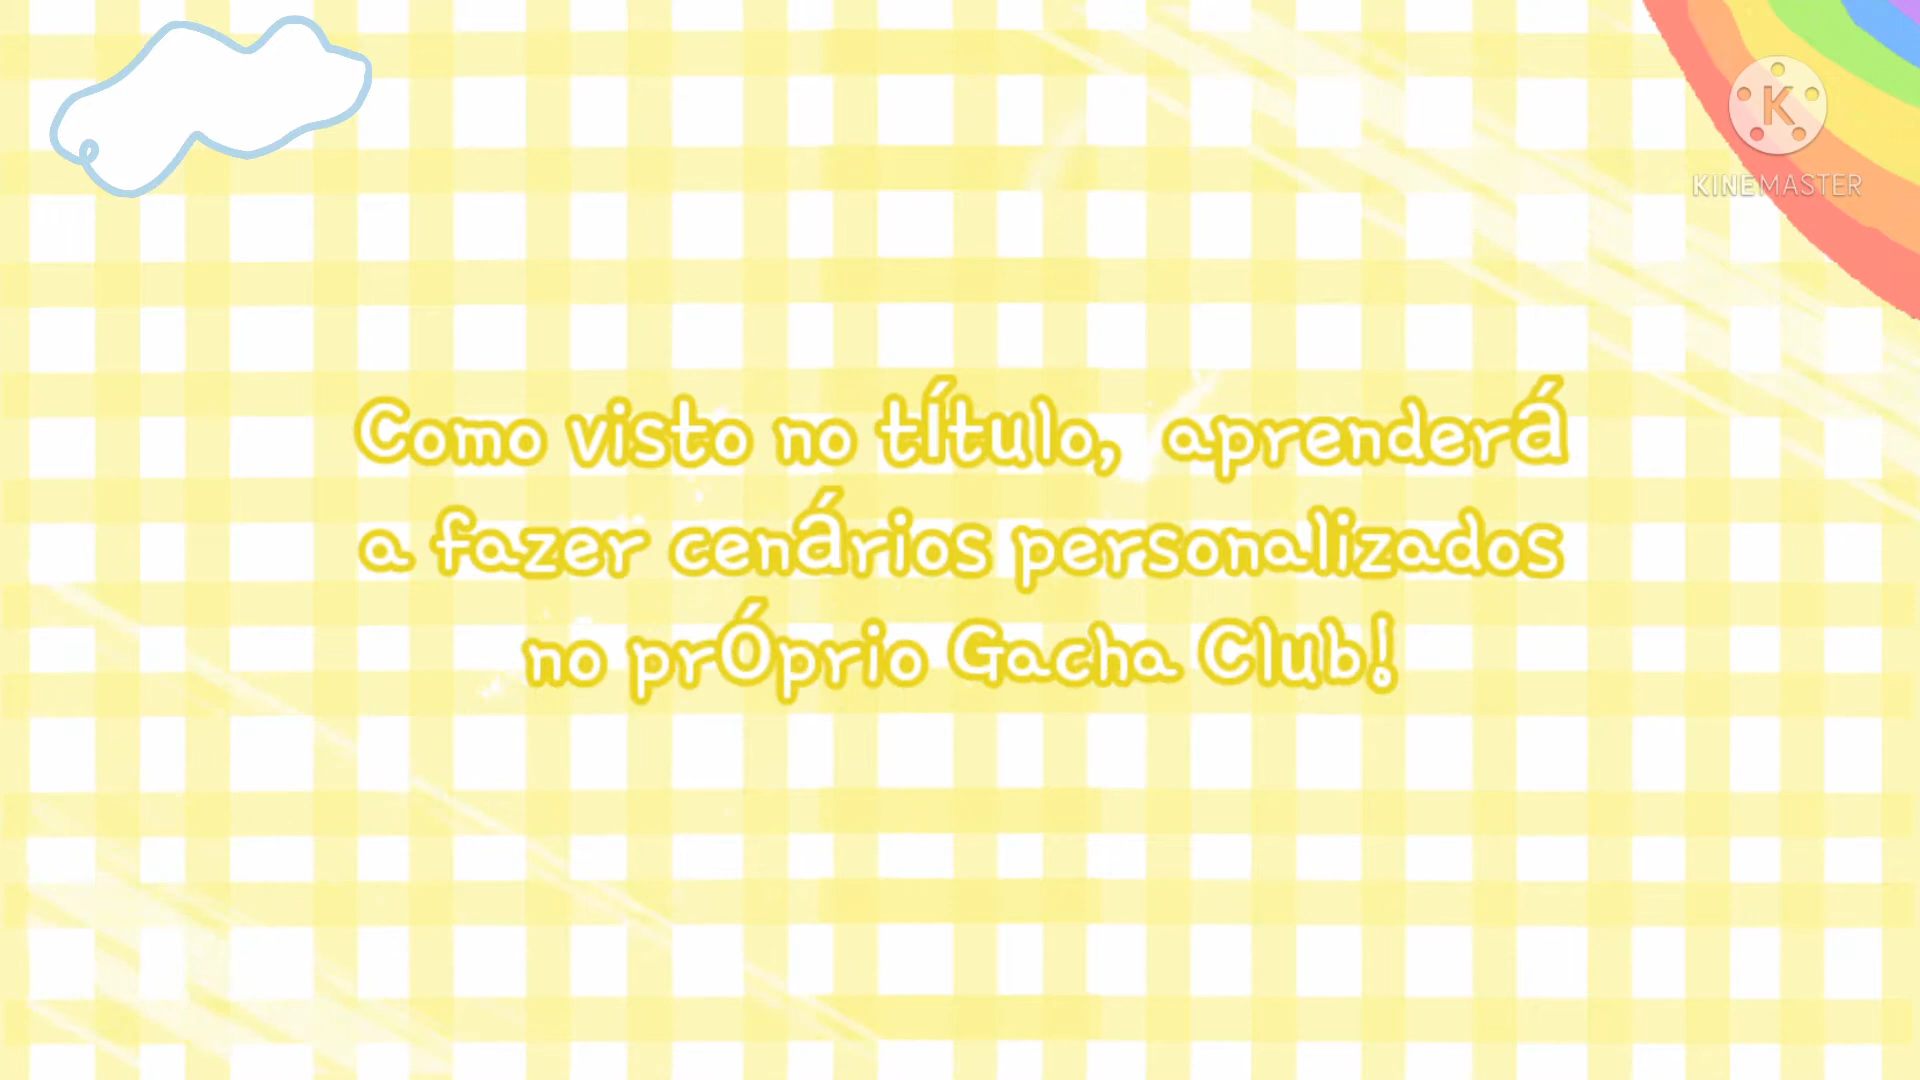 K
KINEMASTER
Como visto no título, aprenderá
a fazer cenários personalizados
no próprio Gacha Club!